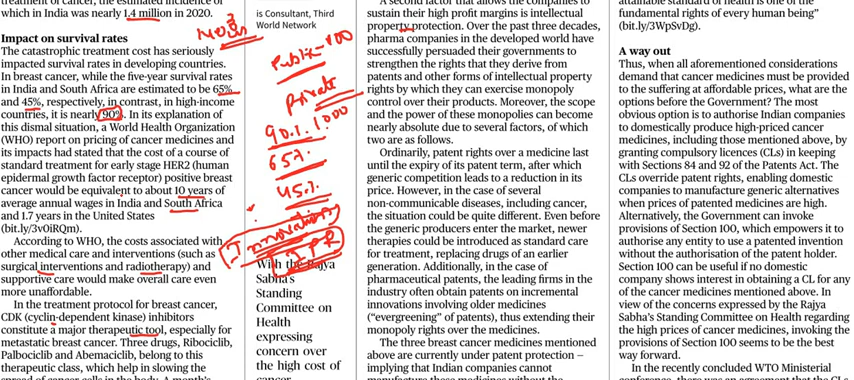 treatment of cancer, the estimated incidence of
which in India was nearly 1.4 million in 2020.
Impact on survival rates
The catastrophic treatment cost has seriously
impacted survival rates in developing countries.
In breast cancer, while the five-year survival rates
in India and South Africa are estimated to be 65%
and 45%, respectively, in contrast, in high-income
countries, it is nearly 90%. In its explanation of
this dismal situation, a World Health Organization
(WHO) report on pricing of cancer medicines and
its impacts had stated that the cost of a course of
standard treatment for early stage HER2 (human
epidermal growth factor receptor) positive breast
cancer would be equivalent to about 10 years of
average annual wages in India and South Africa
and 1.7 years in the United States
(bit.ly/3v0iRQm).
According to WHO, the costs associated with
other medical care and interventions (such as
surgical interventions and radiotherapy) and
supportive care would make overall care even
more unaffordable.
In the treatment protocol for breast cancer,
CDK (cyclin-dependent kinase) inhibitors
constitute a major therapeutic tool, especially for
metastatic breast cancer. Three drugs, Ribociclib,
Palbociclib and Abemaciclib, belong to this
therapeutic class, which help in slowing the
spread of cancer cells in the body. A month's
is Consultant, Third
World Network
Public - 100
Private
90% 1000
65%
45%
Innovations
IPR
With the Rajya
Sabha's
Standing
Committee on
Health
expressing
concern over
the high cost of
cancer
A second factor that allows the companies to
sustain their high profit margins is intellectual
property protection. Over the past three decades,
pharma companies in the developed world have
successfully persuaded their governments to
strengthen the rights that they derive from
patents and other forms of intellectual property
rights by which they can exercise monopoly
control over their products. Moreover, the scope
and the power of these monopolies can become
nearly absolute due to several factors, of which
two are as follows.
Ordinarily, patent rights over a medicine last
until the expiry of its patent term, after which
generic competition leads to a reduction in its
price. However, in the case of several
non-communicable diseases, including cancer,
the situation could be quite different. Even before
the generic producers enter the market, newer
therapies could be introduced as standard care
for treatment, replacing drugs of an earlier
generation. Additionally, in the case of
pharmaceutical patents, the leading firms in the
industry often obtain patents on incremental
innovations involving older medicines
("evergreening" of patents), thus extending their
monopoly rights over the medicines.
The three breast cancer medicines mentioned
above are currently under patent protection —
implying that Indian companies cannot
manufacture these medicines without the
attainable standard of health is one of the
fundamental rights of every human being"
(bit.ly/3WpSvDg).
A way out
Thus, when all aforementioned considerations
demand that cancer medicines must be provided
to the suffering at affordable prices, what are the
options before the Government? The most
obvious option is to authorise Indian companies
to domestically produce high-priced cancer
medicines, including those mentioned above, by
granting compulsory licences (CLs) in keeping
with Sections 84 and 92 of the Patents Act. The
CLs override patent rights, enabling domestic
companies to manufacture generic alternatives
when prices of patented medicines are high.
Alternatively, the Government can invoke
provisions of Section 100, which empowers it to
authorise any entity to use a patented invention
without the authorisation of the patent holder.
Section 100 can be useful if no domestic
company shows interest in obtaining a CL for any
of the cancer medicines mentioned above. In
view of the concerns expressed by the Rajya
Sabha's Standing Committee on Health regarding
the high prices of cancer medicines, invoking the
provisions of Section 100 seems to be the best
way forward.
In the recently concluded WTO Ministerial